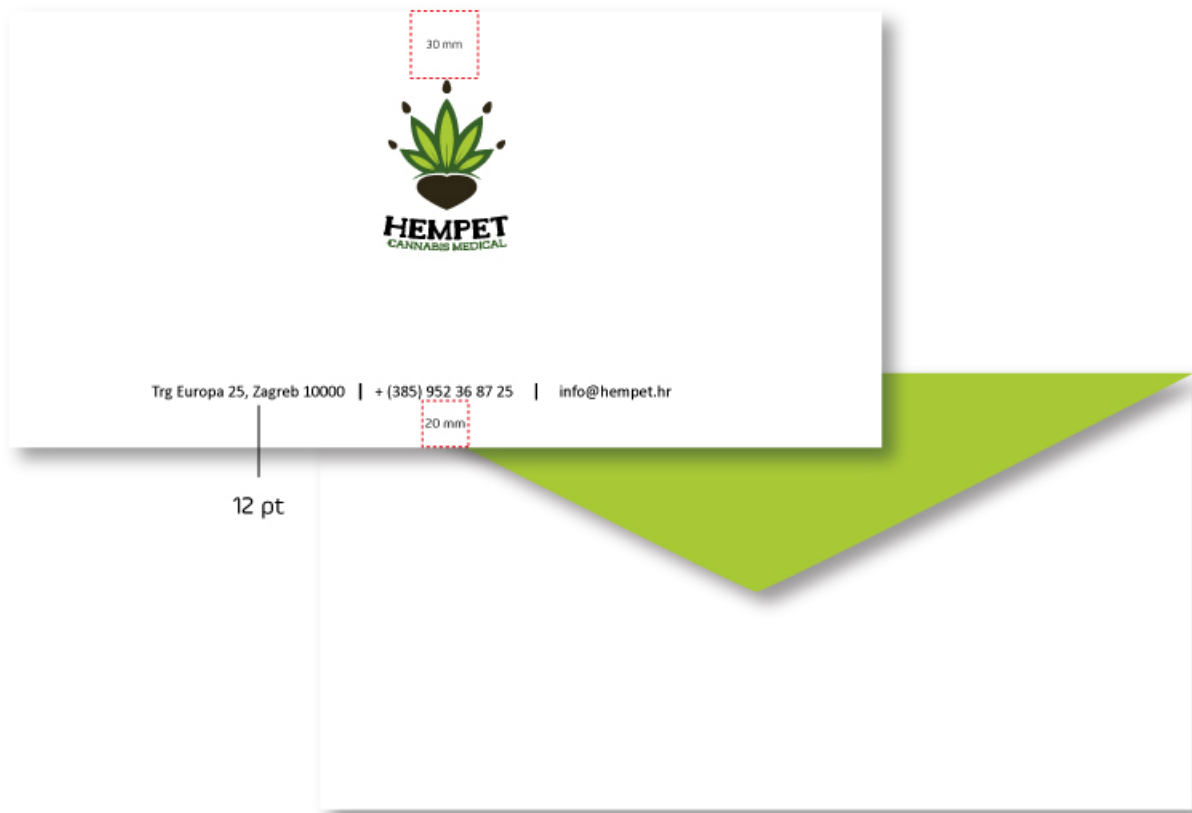 30 mm
HEMPET
CANNABIS MEDICAL
Trg Europa 25, Zagreb 10000 | + (385) 952 36 87 25 | info@hempet.hr
20 mm
12 pt